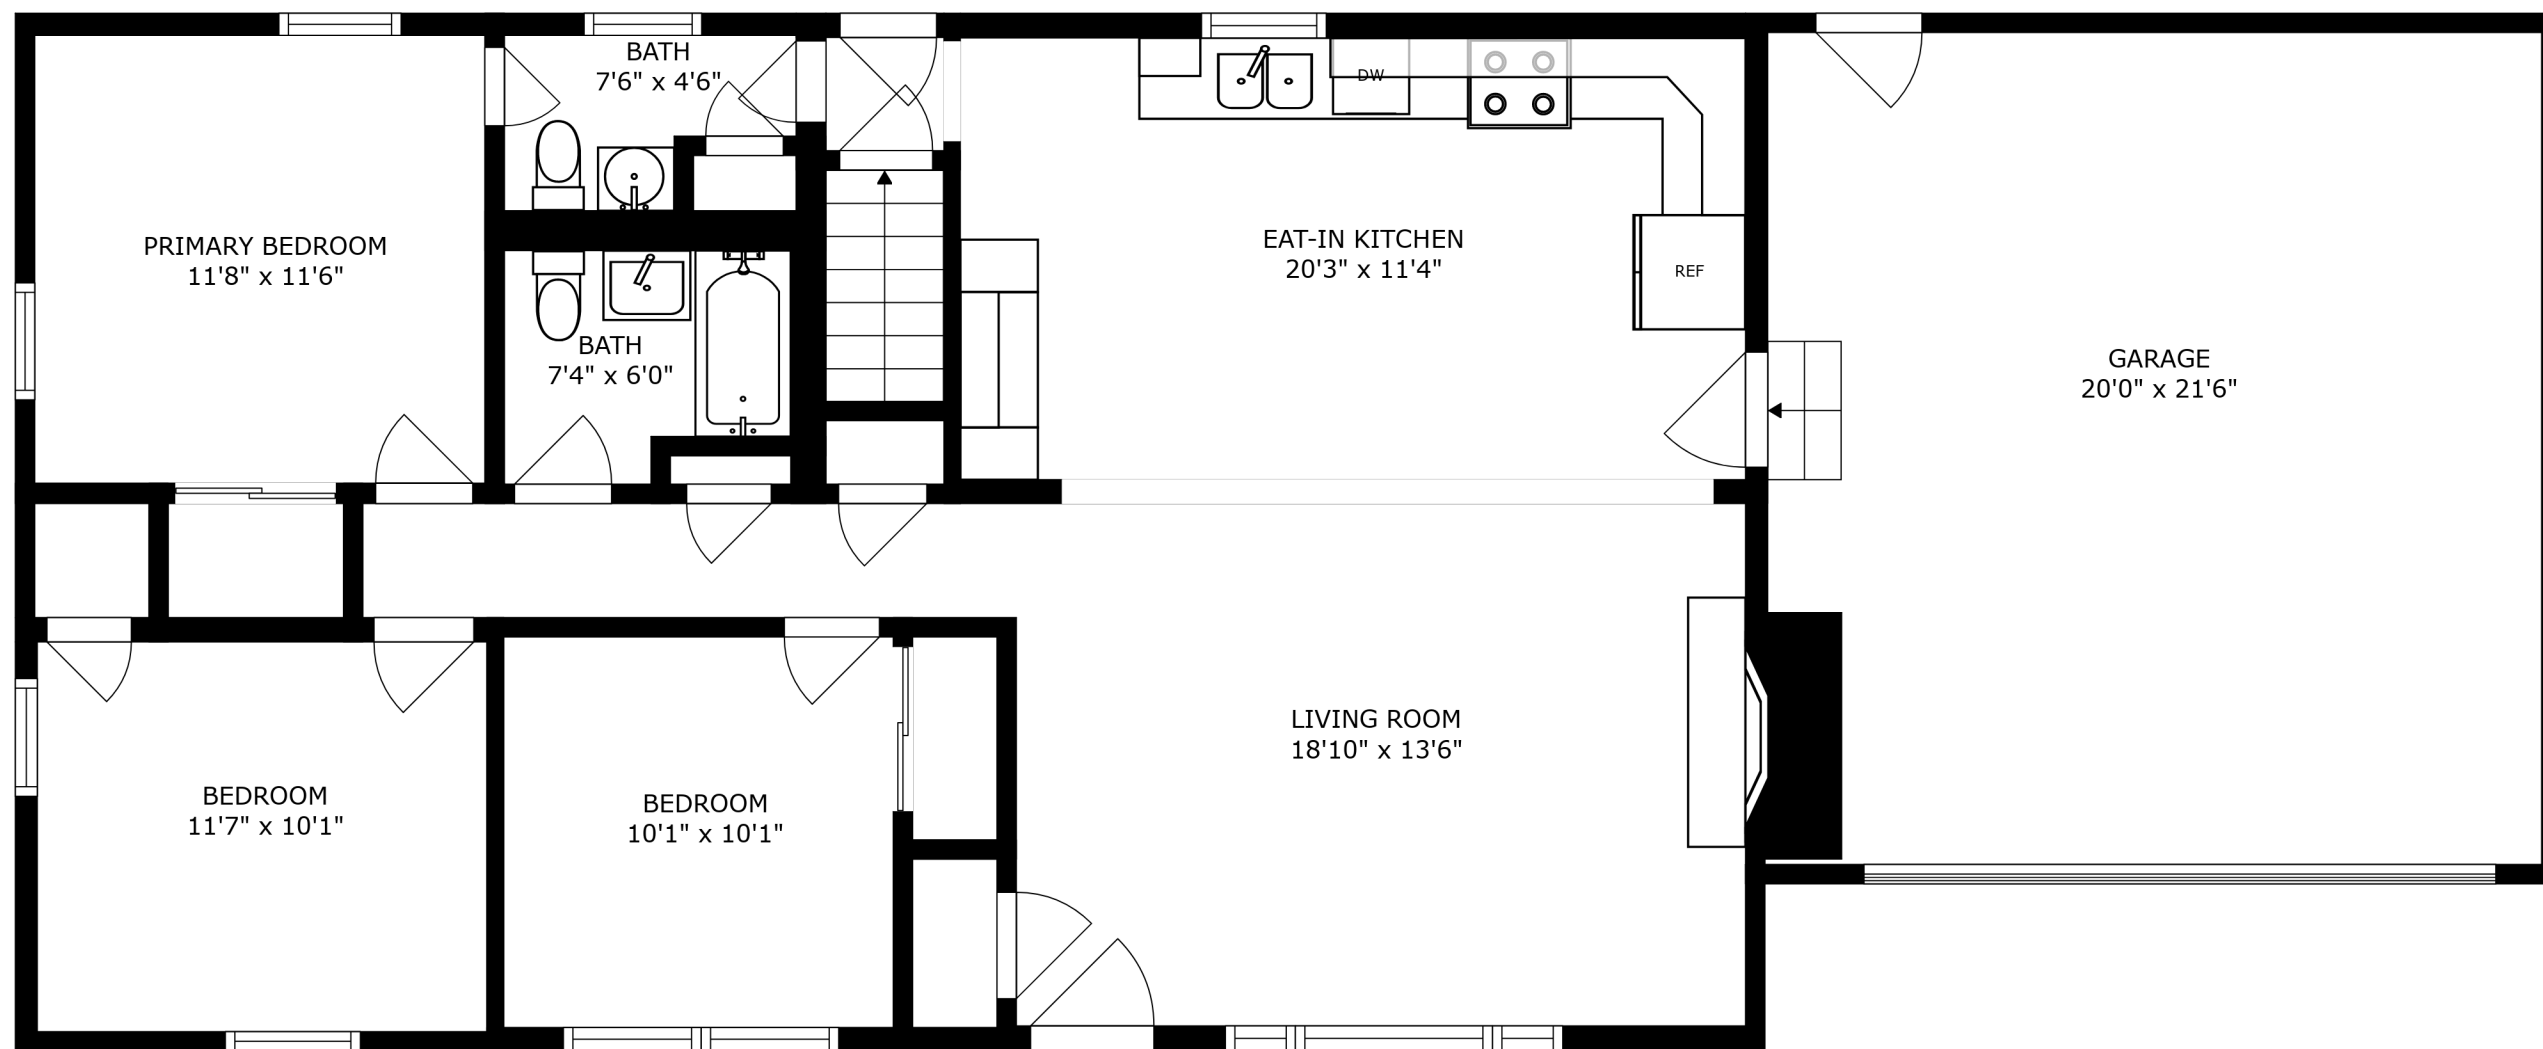 BATH
7'6" x 4'6"
DW
PRIMARY BEDROOM
11'8" x 11'6"
EAT-IN KITCHEN
20'3" x 11'4"
REF
BATH
7'4" x 6'0"
GARAGE
20'0" x 21'6"
LIVING ROOM
18'10" x 13'6"
BEDROOM
11'7" x 10'1"
BEDROOM
10'1" x 10'1"